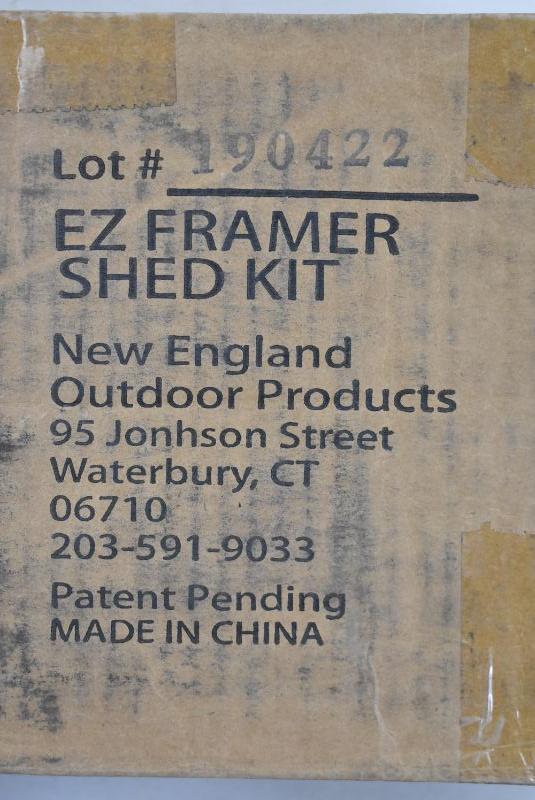 Lot # 190422
EZ FRAMER
SHED KIT
New England
Outdoor Products
95 Jonhson Street
Waterbury, CT
06710
203-591-9033
Patent Pending
MADE IN CHINA